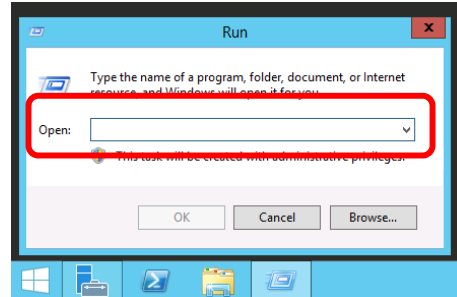 Run
x
Type the name of a program, folder, document, or Internet
resource, and Windows will open it for you.
Open:
This task will be created with administrative privileges.
OK
Cancel
Browse...